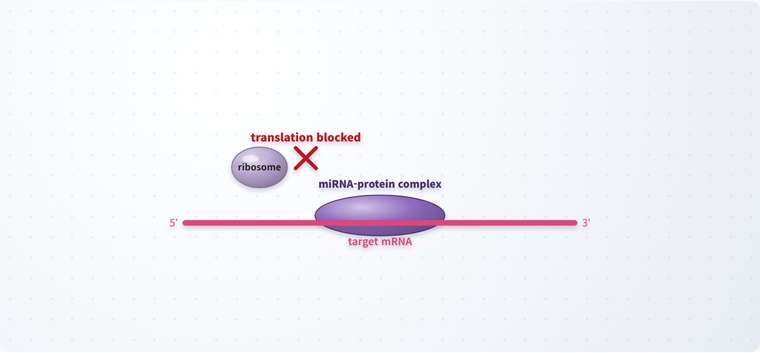 translation blocked
ribosome
miRNA-protein complex
5'
3'
target mRNA